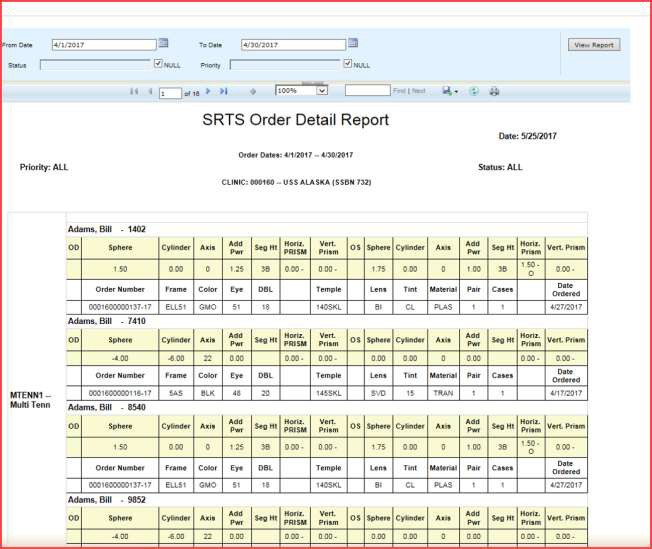 From Date 4/1/2017 To Date 4/30/2017 View Report
Status NULL Priority NULL
1 of 16 100% Find | Next
SRTS Order Detail Report
Date: 5/25/2017
Order Dates: 4/1/2017 -- 4/30/2017
Priority: ALL Status: ALL
CLINIC: 000160 -- USS ALASKA (SSBN 732)
MTENN1 --
Multi Tenn
Adams, Bill - 1402
OD Sphere Cylinder Axis Add Pwr Seg Ht Horiz. PRISM Vert. Prism OS Sphere Cylinder Axis Add Pwr Seg Ht Horiz. Prism Vert. Prism
1.50 0.00 0 1.25 3B 0.00 - 0.00 - 1.75 0.00 0 1.00 3B 1.50 - O 0.00 -
Order Number Frame Color Eye DBL Temple Lens Tint Material Pair Cases Date Ordered
0001600000137-17 ELL51 GMO 51 18 140SKL BI CL PLAS 1 1 4/27/2017
Adams, Bill - 7410
OD Sphere Cylinder Axis Add Pwr Seg Ht Horiz. PRISM Vert. Prism OS Sphere Cylinder Axis Add Pwr Seg Ht Horiz. Prism Vert. Prism
-4.00 -6.00 22 0.00 0.00 - 0.00 - 0.00 0.00 0 0.00 0.00 - 0.00 -
Order Number Frame Color Eye DBL Temple Lens Tint Material Pair Cases Date Ordered
0001600000116-17 5AS BLK 48 20 145SKL SVD 15 TRAN 1 1 4/17/2017
Adams, Bill - 8540
OD Sphere Cylinder Axis Add Pwr Seg Ht Horiz. PRISM Vert. Prism OS Sphere Cylinder Axis Add Pwr Seg Ht Horiz. Prism Vert. Prism
1.50 0.00 0 1.25 3B 0.00 - 0.00 - 1.75 0.00 0 1.00 3B 1.50 - O 0.00 -
Order Number Frame Color Eye DBL Temple Lens Tint Material Pair Cases Date Ordered
0001600000137-17 ELL51 GMO 51 18 140SKL BI CL PLAS 1 1 4/27/2017
Adams, Bill - 9852
OD Sphere Cylinder Axis Add Pwr Seg Ht Horiz. PRISM Vert. Prism OS Sphere Cylinder Axis Add Pwr Seg Ht Horiz. Prism Vert. Prism
-4.00 -6.00 22 0.00 0.00 - 0.00 - 0.00 0.00 0 0.00 0.00 - 0.00 -